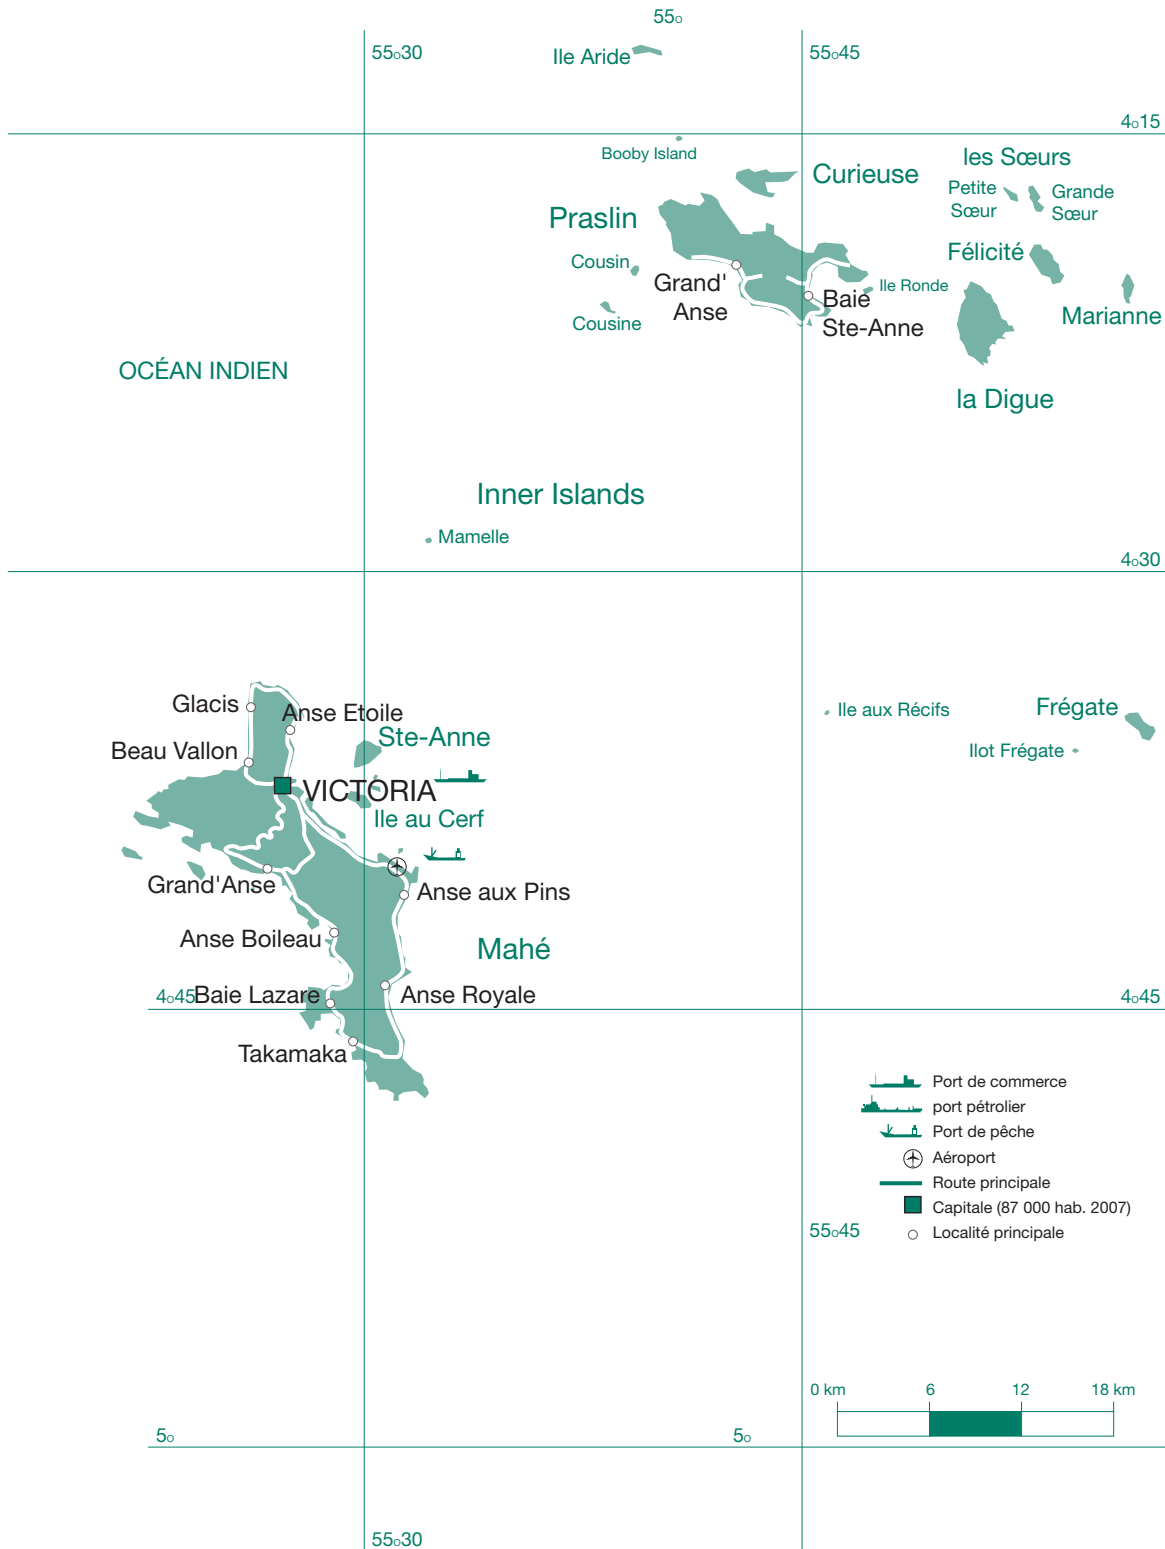 55o
55o30
Ile Aride
55o45
4o15
Booby Island
les Sœurs
Curieuse
Petite
Sœur
Grande
Sœur
Praslin
Félicité
Cousin
Grand'
Anse
Ile Ronde
Baie
Ste-Anne
Cousine
Marianne
OCÉAN INDIEN
la Digue
Inner Islands
Mamelle
4o30
Glacis
Anse Etoile
Ile aux Récifs
Frégate
Ste-Anne
Beau Vallon
Ilot Frégate
VICTORIA
Ile au Cerf
Grand'Anse
Anse aux Pins
Anse Boileau
Mahé
4o45
Baie Lazare
Anse Royale
4o45
Takamaka
Port de commerce
port pétrolier
Port de pêche
Aéroport
Route principale
Capitale (87 000 hab. 2007)
Localité principale
55o45
0 km 6 12 18 km
5o
5o
55o30